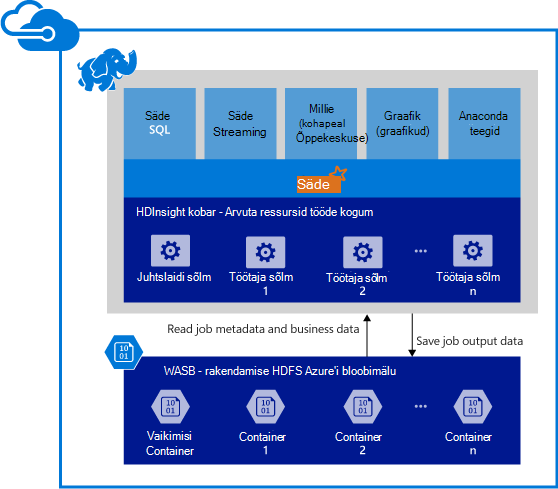 Säde
SQL
Säde
Streaming
Millie
(kohapeal
Õppekeskuse)
Graafik
(graafikud)
Anaconda
teegid
Säde
HDInsight kobar - Arvuta ressursid tööde kogum
Juhtslaidi sõlm
Töötaja sõlm
1
Töötaja sõlm
2
...
Töötaja sõlm
n
Read job metadata and business data
Save job output data
10
01
WASB - rakendamise HDFS Azure'i bloobimälu
10
01
10
01
10
01
...
10
01
Vaikimisi
Container
Container
1
Container
2
Container
n